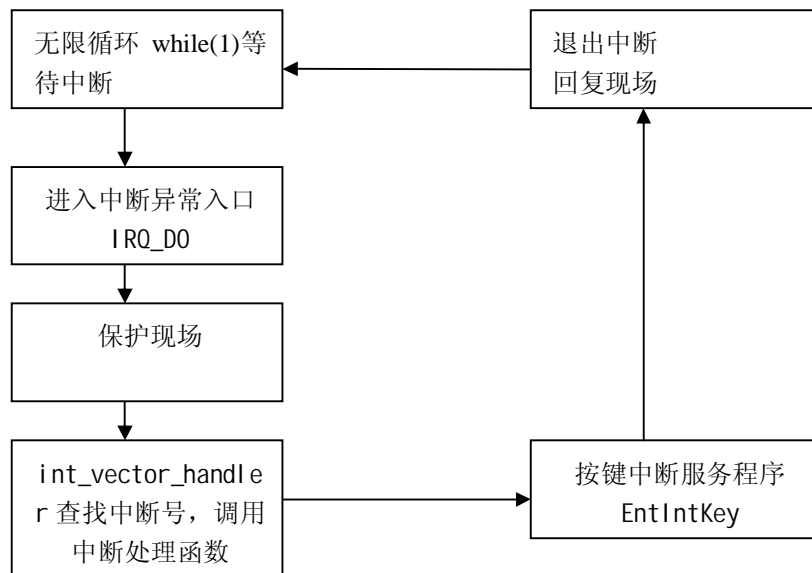 无限循环 while(1)等
待中断
退出中断
回复现场
进入中断异常入口
IRQ_DO
保护现场
int_vector_handle
r 查找中断号，调用
中断处理函数
按键中断服务程序
EntIntKey